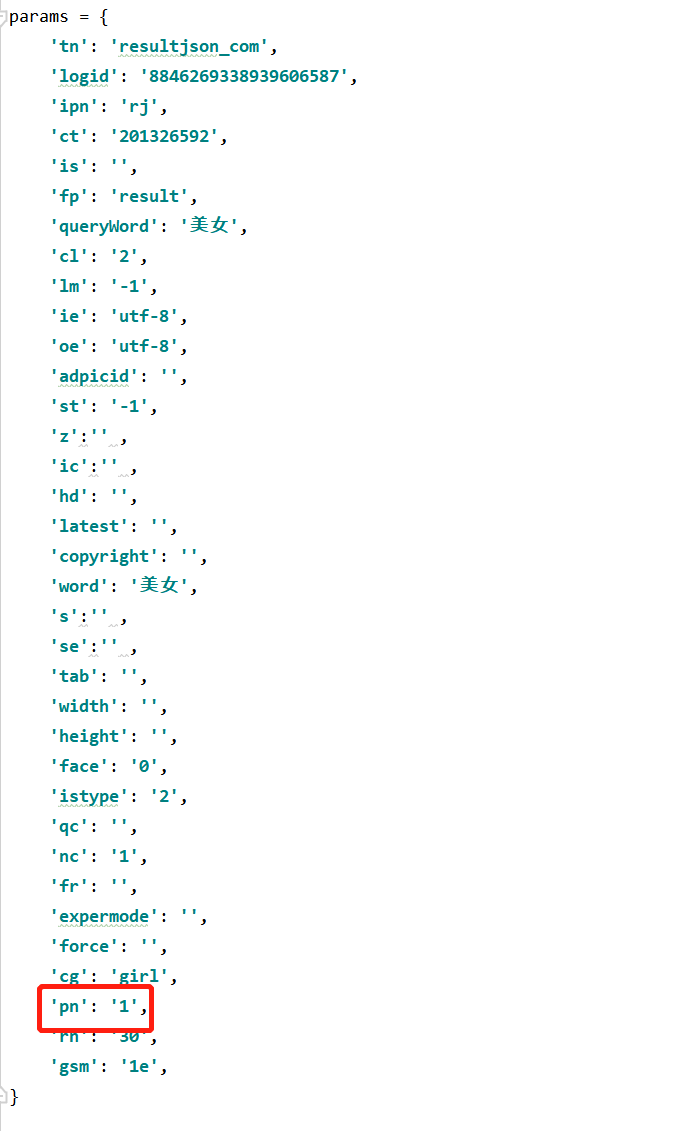 params = {
'tn': 'resultjson_com',
'logid': '8846269338939606587',
'ipn': 'rj',
'ct': '201326592',
'is': '',
'fp': 'result',
'queryWord': '美女',
'cl': '2',
'lm': '-1',
'ie': 'utf-8',
'oe': 'utf-8',
'adpicid': '',
'st': '-1',
'z':'' ,
'ic':'' ,
'hd': '',
'latest': '',
'copyright': '',
'word': '美女',
's':'' ,
'se':'' ,
'tab': '',
'width': '',
'height': '',
'face': '0',
'istype': '2',
'qc': '',
'nc': '1',
'fr': '',
'expermode': '',
'force': '',
'cg': 'girl',
'pn': '1',
'rn': '30',
'gsm': '1e',
}